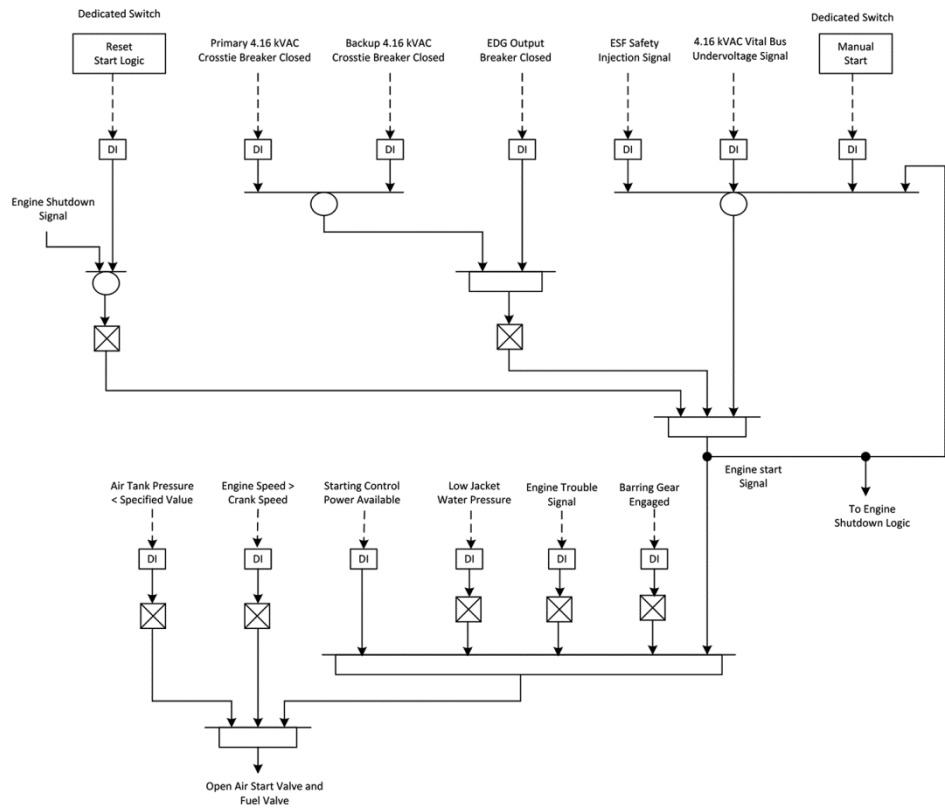 Dedicated Switch
Reset
Start Logic
Primary 4.16 kVAC
Crosstie Breaker Closed
Backup 4.16 kVAC
Crosstie Breaker Closed
EDG Output
Breaker Closed
ESF Safety
Injection Signal
4.16 kVAC Vital Bus
Undervoltage Signal
Dedicated Switch
Manual
Start
DI
DI
DI
DI
DI
DI
DI
Engine Shutdown
Signal
Engine start
Signal
To Engine
Shutdown Logic
Air Tank Pressure
< Specified Value
Engine Speed >
Crank Speed
Starting Control
Power Available
Low Jacket
Water Pressure
Engine Trouble
Signal
Barring Gear
Engaged
DI
DI
DI
DI
DI
DI
Open Air Start Valve and
Fuel Valve